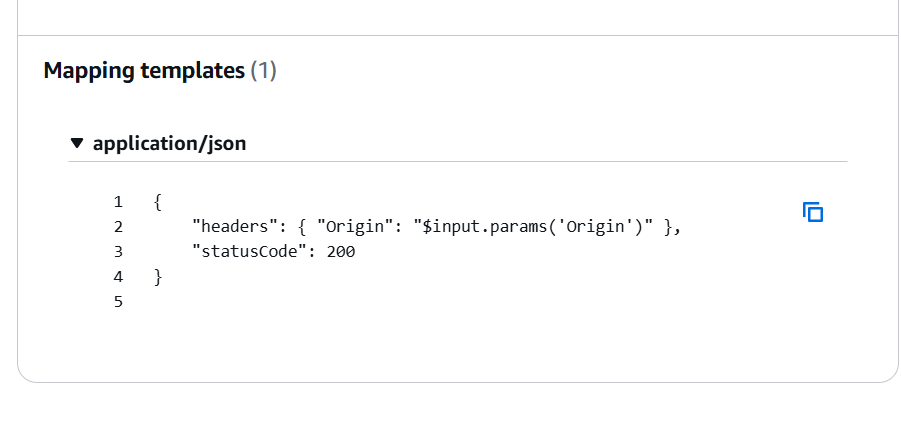 Mapping templates (1)
▼ application/json
1 {
2     "headers": { "Origin": "$input.params('Origin')" },
3     "statusCode": 200
4 }
5